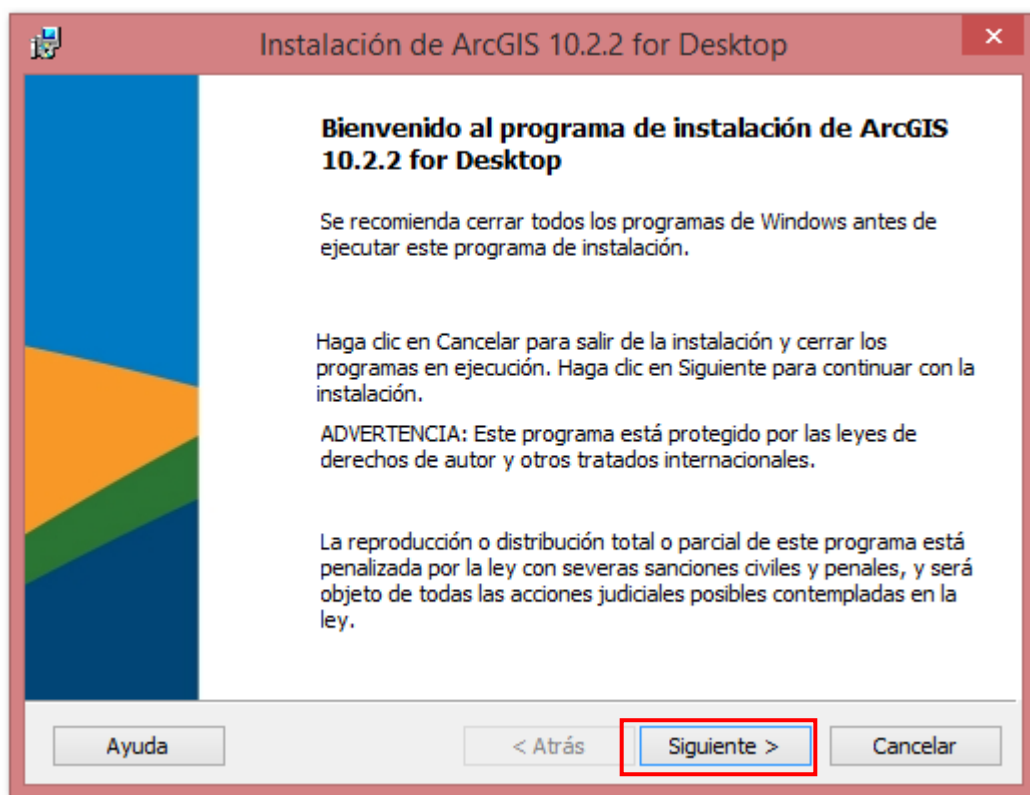 Instalación de ArcGIS 10.2.2 for Desktop
Bienvenido al programa de instalación de ArcGIS
10.2.2 for Desktop
Se recomienda cerrar todos los programas de Windows antes de
ejecutar este programa de instalación.
Haga clic en Cancelar para salir de la instalación y cerrar los
programas en ejecución. Haga clic en Siguiente para continuar con la
instalación.
ADVERTENCIA: Este programa está protegido por las leyes de
derechos de autor y otros tratados internacionales.
La reproducción o distribución total o parcial de este programa está
penalizada por la ley con severas sanciones civiles y penales, y será
objeto de todas las acciones judiciales posibles contempladas en la
ley.
Ayuda < Atrás Siguiente > Cancelar